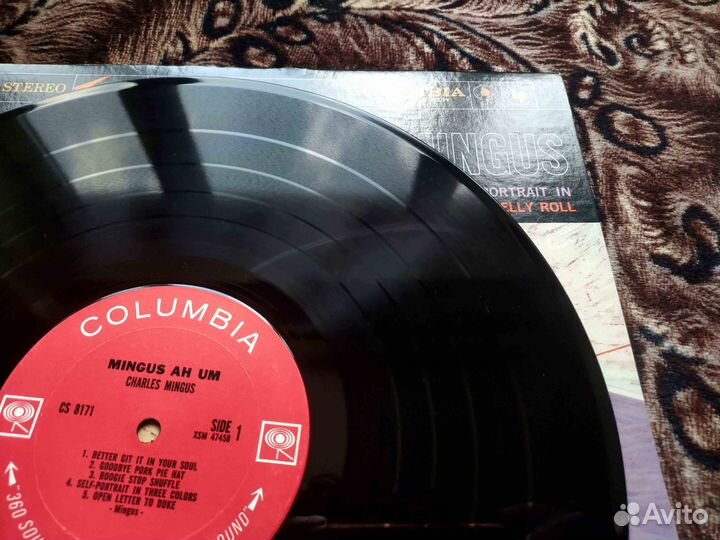 STEREO
MINGUS
PORTRAIT IN
JELLY ROLL
COLUMBIA
MINGUS AH UM
CHARLES MINGUS
CS 8171
SIDE 1
XSM 47458
1. BETTER GIT IT IN YOUR SOUL
2. GOODBYE PORK PIE HAT
3. BOOGIE STOP SHUFFLE
4. SELF-PORTRAIT IN THREE COLORS
5. OPEN LETTER TO DUKE
- Mingus -
"360 SOU
OUND"
Avito